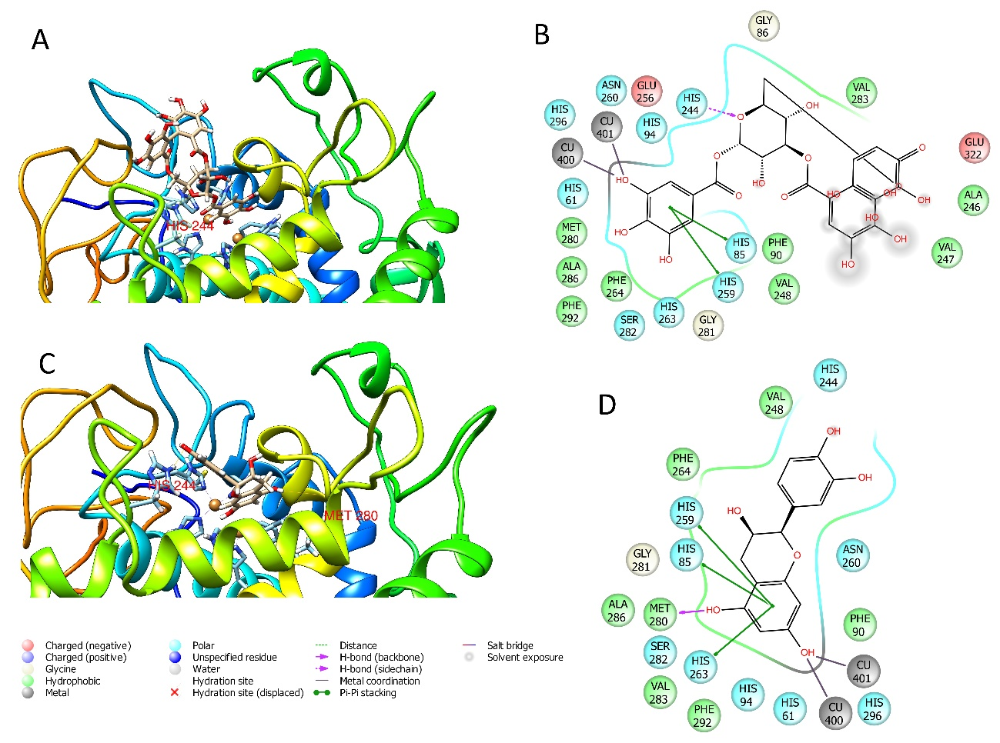 A
HIS 244
B
GLY
86
ASN
260
GLU
256
HIS
244
VAL
283
HIS
296
CU
401
HIS
94
CU
400
GLU
322
HIS
61
MET
280
ALA
246
ALA
286
PHE
264
HIS
85
PHE
90
VAL
247
PHE
292
HIS
259
VAL
248
SER
282
HIS
263
GLY
281
O
OH
O
O
HO
O
O
HO
O
HO
OH
OH
HO
OH
OH
HO
HO
OH
C
HIS 244
MET 280
D
HIS
244
VAL
248
OH
PHE
264
OH
HIS
259
HO
GLY
281
HIS
85
O
ASN
260
ALA
286
MET
280
HO
PHE
90
SER
282
HIS
263
OH
CU
401
VAL
283
PHE
292
HIS
94
HIS
61
CU
400
HIS
296
Charged (negative)
Charged (positive)
Glycine
Hydrophobic
Metal
Polar
Unspecified residue
Water
Hydration site
Hydration site (displaced)
Distance
H-bond (backbone)
H-bond (sidechain)
Metal coordination
Pi-Pi stacking
Salt bridge
Solvent exposure